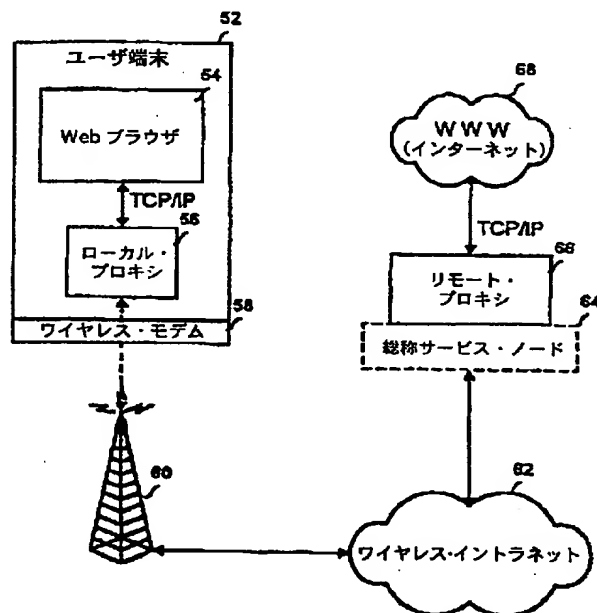 52
ユーザ端末
54
Web ブラウザ
TCP/IP
56
ローカル・
プロキシ
58
ワイヤレス・モデム
60
68
WWW
(インターネット)
TCP/IP
66
リモート・
プロキシ
64
総称サービス・ノード
62
ワイヤレス・イントラネット